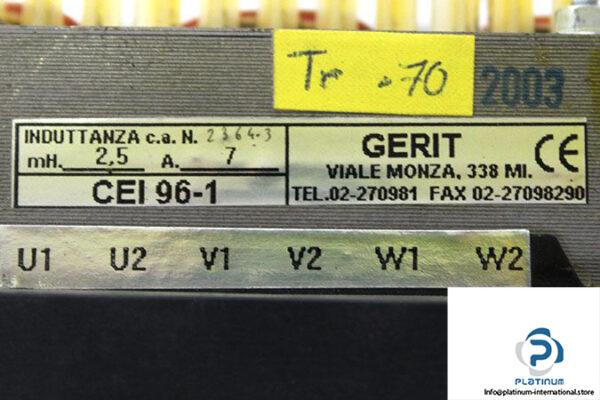 Tr .70
2003
INDUTTANZA c.a. N. 2364-3
mH. 2,5 A. 7
CEI 96-1
GERIT
VIALE MONZA, 338 MI.
TEL.02-270981 FAX 02-27098290
CE
U1 U2 V1 V2 W1 W2
PLATINUM
Info@platinum-international.store